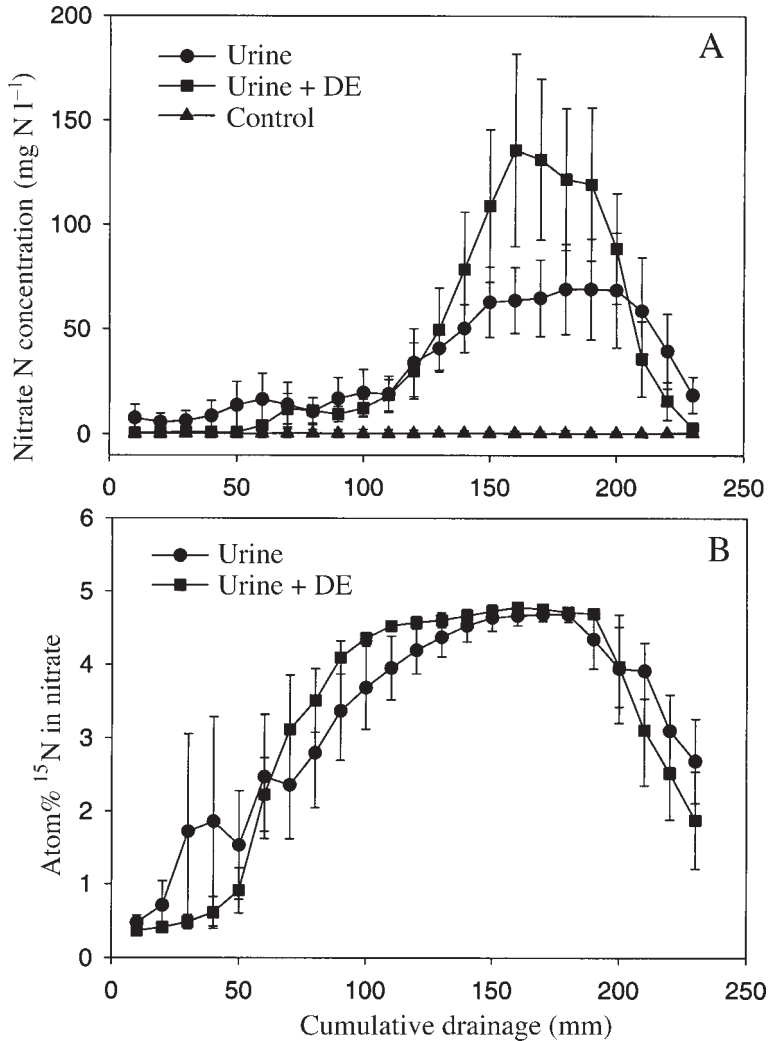 200
150
100
50
0
Nitrate N concentration (mg N l⁻¹)
Urine
Urine + DE
Control
A
0 50 100 150 200 250
6
5
4
3
2
1
0
Atom% ¹⁵N in nitrate
Urine
Urine + DE
B
0 50 100 150 200 250
Cumulative drainage (mm)